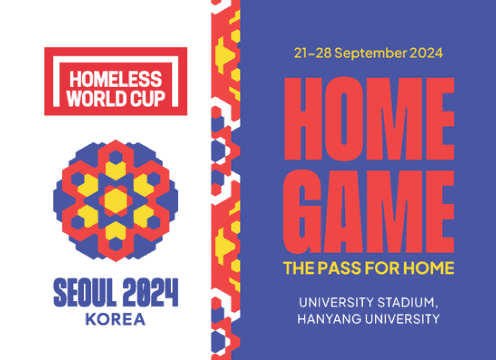 HOMELESS
WORLD CUP
SEOUL 2024
KOREA
21–28 September 2024
HOME
GAME
THE PASS FOR HOME
UNIVERSITY STADIUM,
HANYANG UNIVERSITY